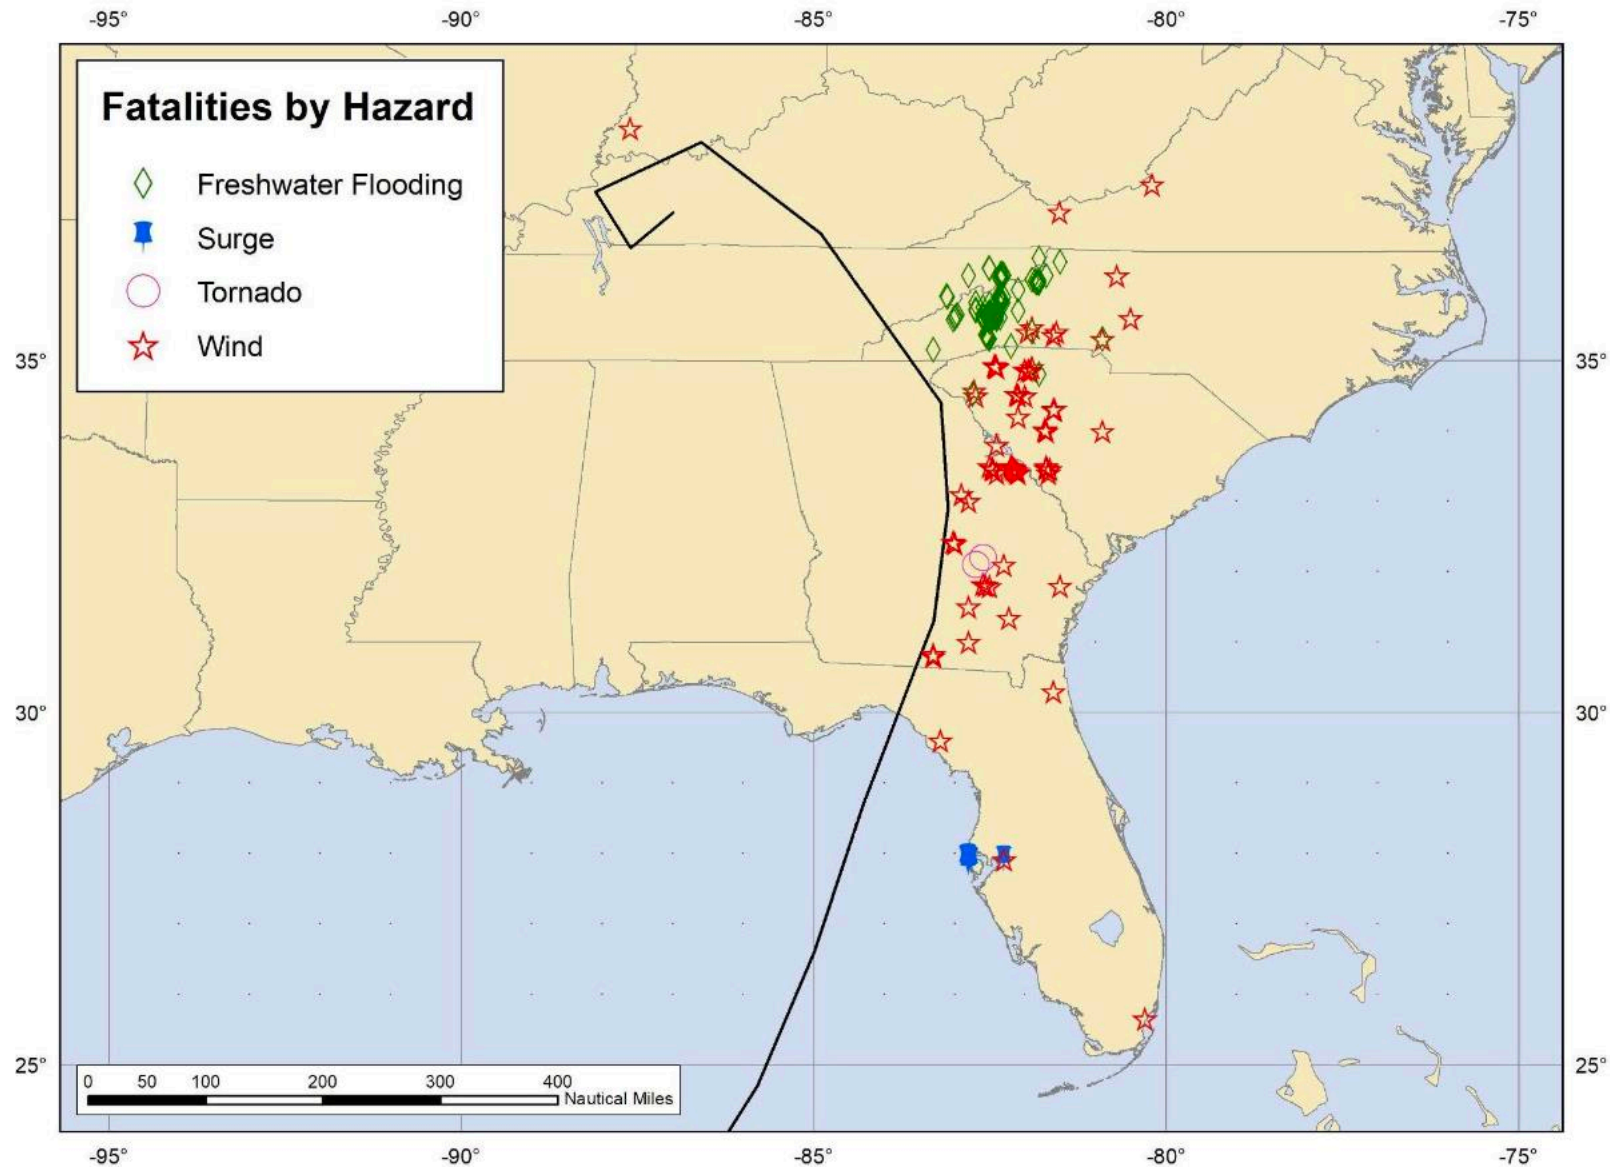 -95° -90° -85° -80° -75°
Fatalities by Hazard
Freshwater Flooding
Surge
Tornado
Wind
35° 35°
30° 30°
25° 25°
0 50 100 200 300 400
Nautical Miles
-95° -90° -85° -80° -75°